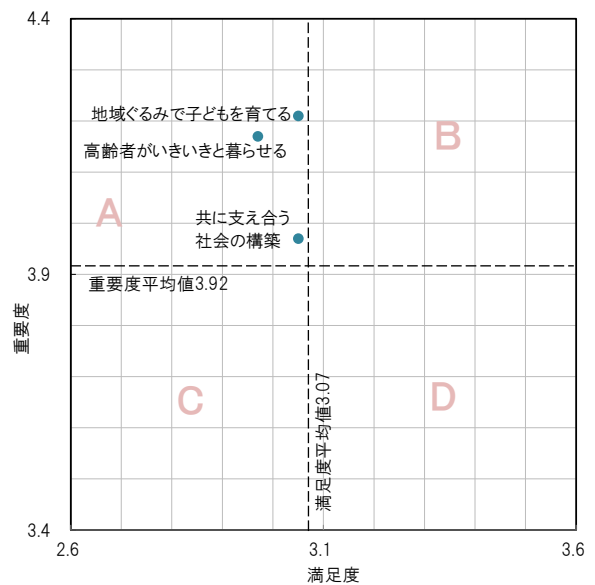 4.4
地域ぐるみで子どもを育てる
B
高齢者がいきいきと暮らせる
A
共に支え合う
社会の構築
3.9
重要度平均値3.92
重要度
C
満足度平均値3.07
D
3.4
2.6
3.1
3.6
満足度